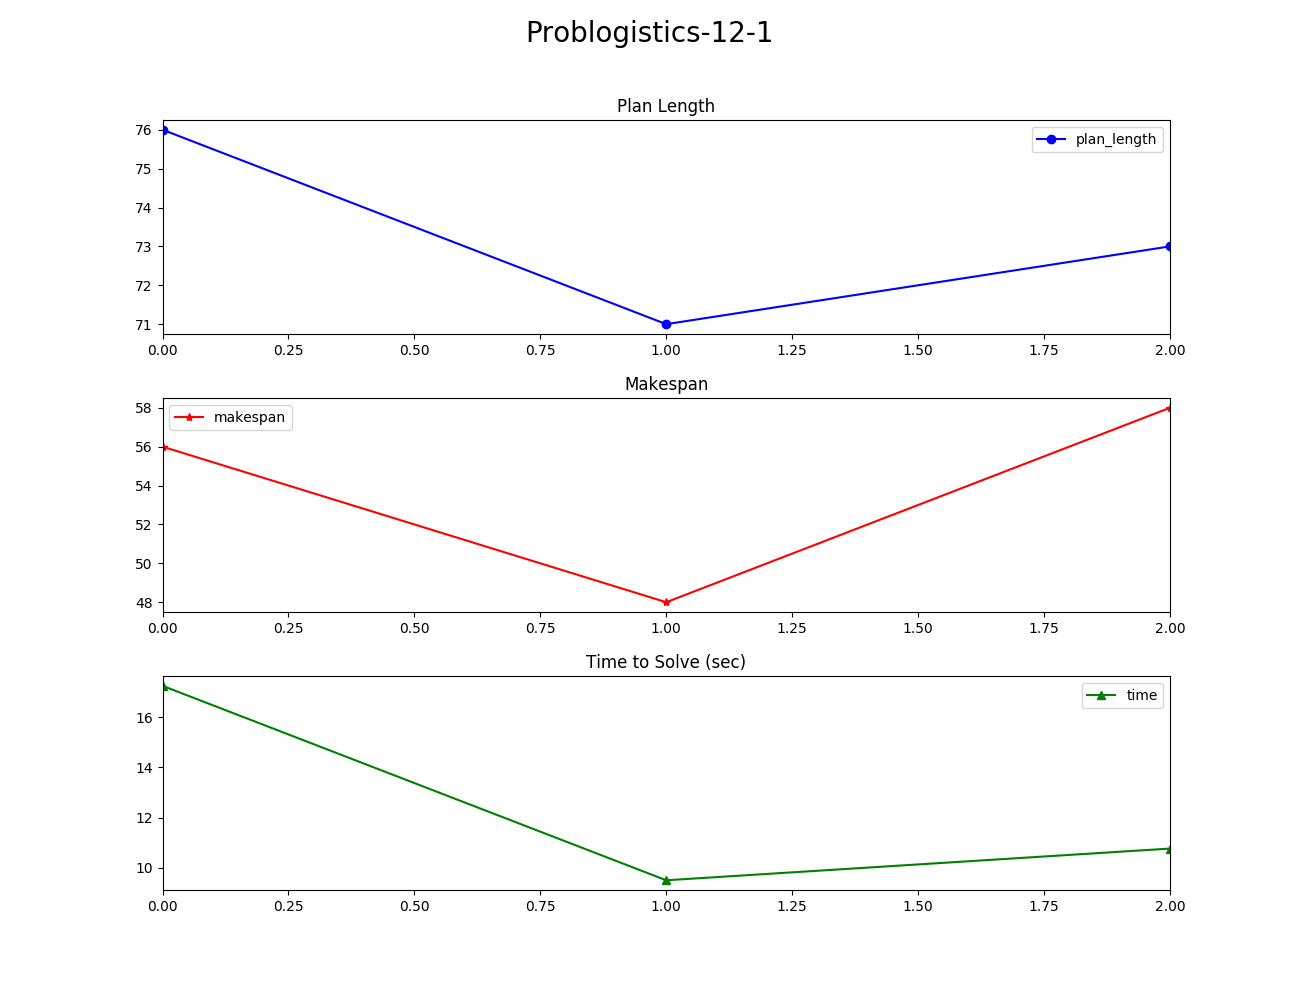 Problogistics-12-1
Plan Length
76
75
74
73
72
71
plan_length
0.00 0.25 0.50 0.75 1.00 1.25 1.50 1.75 2.00
Makespan
58
56
54
52
50
48
makespan
0.00 0.25 0.50 0.75 1.00 1.25 1.50 1.75 2.00
Time to Solve (sec)
16
14
12
10
time
0.00 0.25 0.50 0.75 1.00 1.25 1.50 1.75 2.00